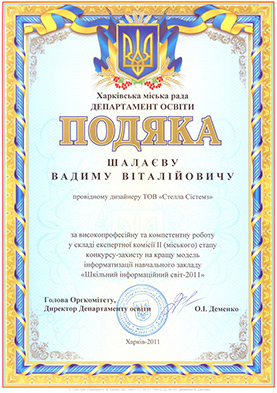 Харківська міська рада
ДЕПАРТАМЕНТ ОСВІТИ
ПОДЯКА
ШАЛАЄВУ
ВАДИМУ ВІТАЛІЙОВИЧУ
провідному дизайнеру ТОВ «Стелла Сістемз»
за високопрофесійну та компетентну роботу
у складі експертної комісії ІІ (міського) етапу
конкурсу-захисту на кращу модель
інформатизації навчального закладу
«Шкільний інформаційний світ-2011»
Голова Оргкомітету,
Директор Департаменту освіти
О.І. Деменко
Харків-2011